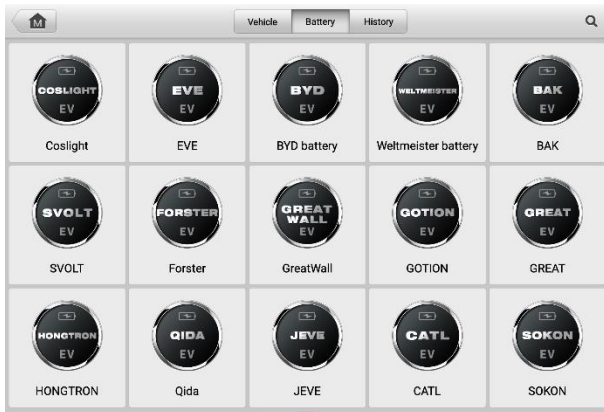 M
Vehicle
Battery
History
COSLIGHT
EV
Coslight
EVE
EV
EVE
BYD
EV
BYD battery
WELTMEISTER
EV
Weltmeister battery
BAK
EV
BAK
SVOLT
EV
SVOLT
FORSTER
EV
Forster
GREAT
WALL
EV
GreatWall
GOTION
EV
GOTION
GREAT
EV
GREAT
HONGTRON
EV
HONGTRON
QIDA
EV
Qida
JEVE
EV
JEVE
CATL
EV
CATL
SOKON
EV
SOKON